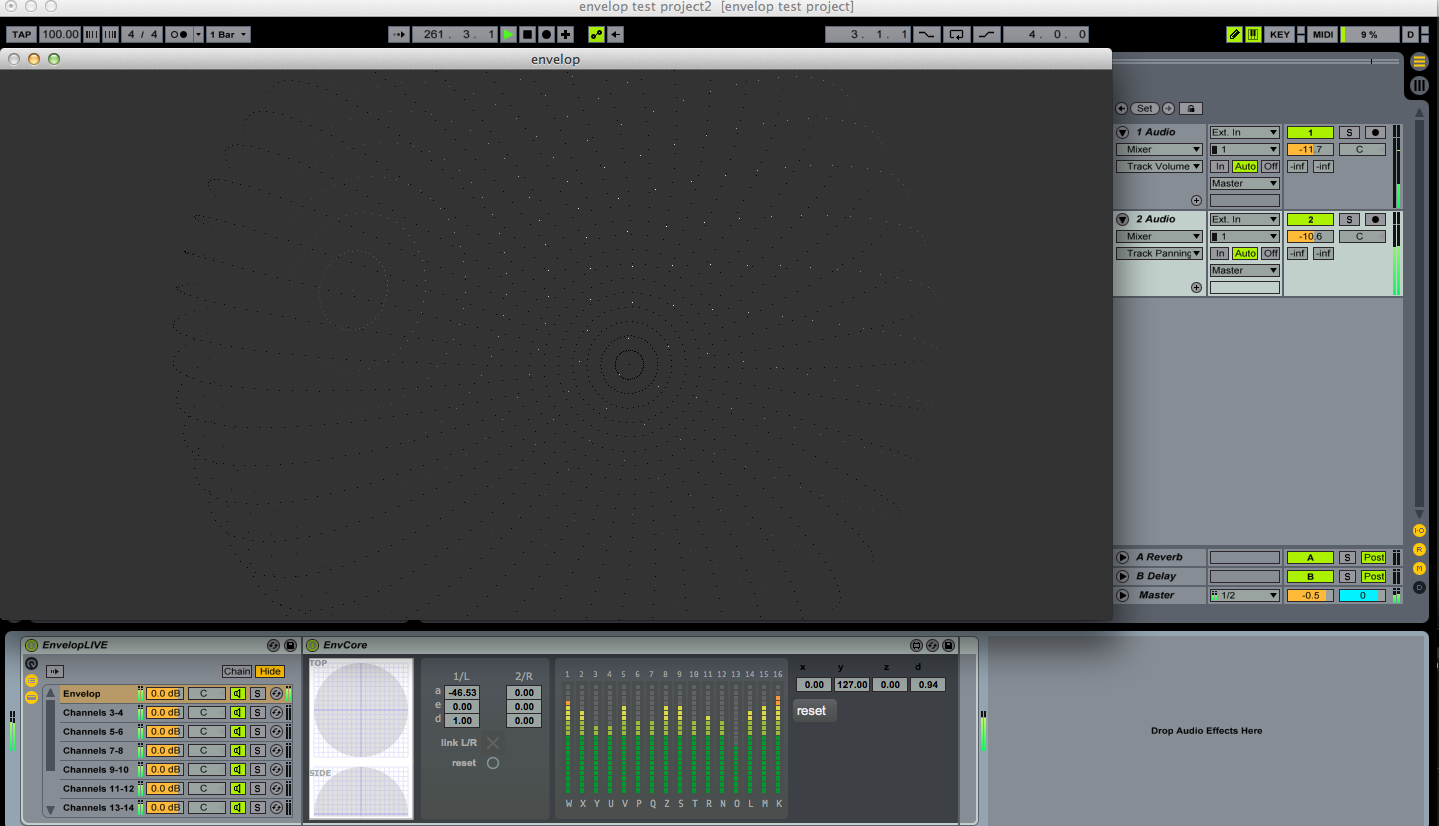 envelop test project2 [envelop test project]
TAP 100.00 4 / 4 1 Bar 261. 3. 1 3. 1. 1 4. 0. 0 KEY MIDI 9 % D
envelop
Set
1 Audio Ext. In 1 S
Mixer 1 -11.7 C
Track Volume In Auto Off -inf -inf
Master
2 Audio Ext. In 2 S
Mixer 1 -10.6 C
Track Panning In Auto Off -inf -inf
Master
I·O
R
M
D
A Reverb A S Post
B Delay B S Post
Master 1/2 -0.5 0
EnvelopLIVE
Chain Hide
Envelop 0.0 dB C S
Channels 3-4 0.0 dB C S
Channels 5-6 0.0 dB C S
Channels 7-8 0.0 dB C S
Channels 9-10 0.0 dB C S
Channels 11-12 0.0 dB C S
Channels 13-14 0.0 dB C S
EnvCore
TOP
SIDE
1/L 2/R
a -46.53 0.00
e 0.00 0.00
d 1.00 0.00
link L/R
reset
1 2 3 4 5 6 7 8 9 10 11 12 13 14 15 16
W X Y U V P Q Z S T R N O L M K
x y z d
0.00 127.00 0.00 0.94
reset
Drop Audio Effects Here